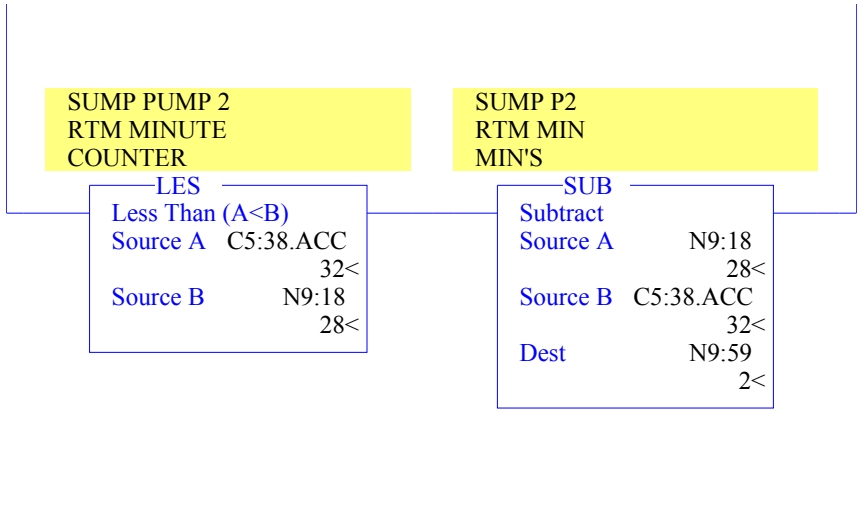 SUMP PUMP 2
RTM MINUTE
COUNTER
LES
Less Than (A<B)
Source A C5:38.ACC
32<
Source B N9:18
28<
SUMP P2
RTM MIN
MIN'S
SUB
Subtract
Source A N9:18
28<
Source B C5:38.ACC
32<
Dest N9:59
2<